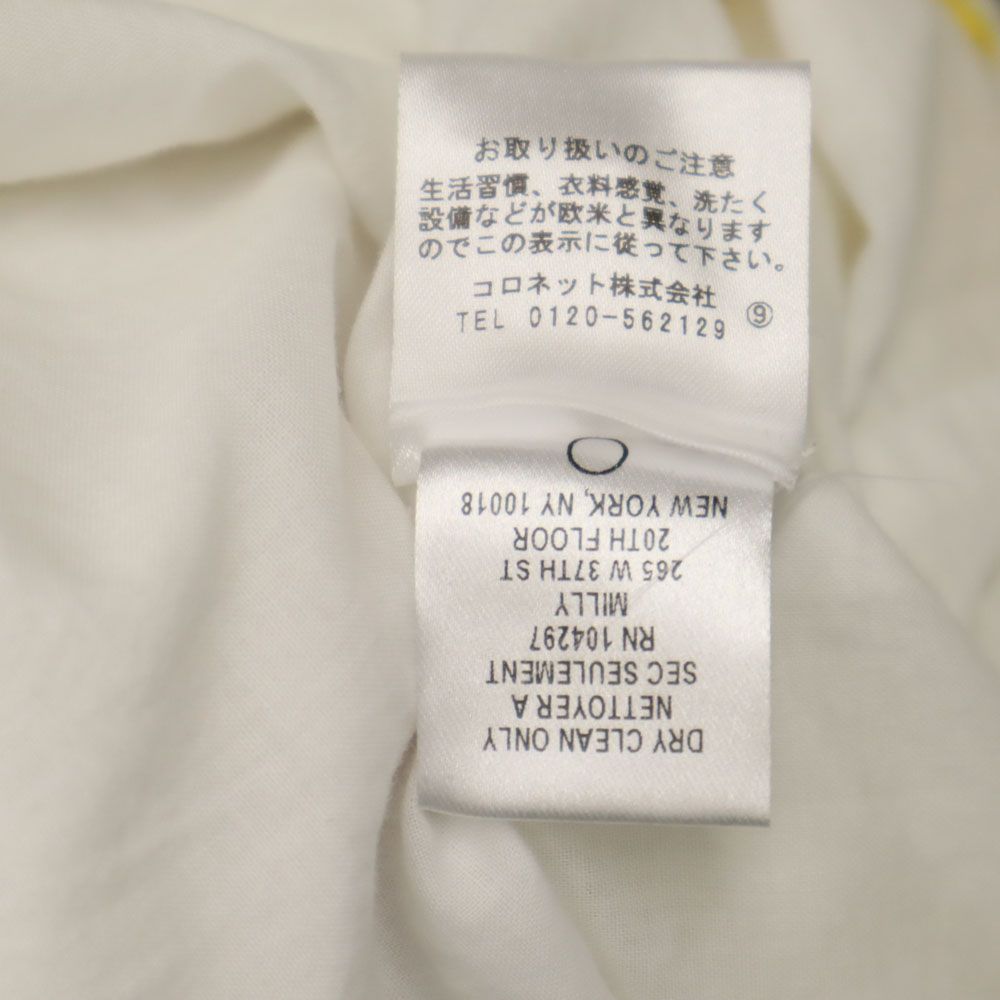 お取り扱いのご注意
生活習慣、衣料感覚、洗たく
設備などが欧米と異なります
のでこの表示に従って下さい。
コロネット株式会社
TEL 0120-562129 ⑨
DRY CLEAN ONLY
NETTOYER A
SEC SEULEMENT
RN 104297
MILLY
265 W 37TH ST
20TH FLOOR
NEW YORK, NY 10018